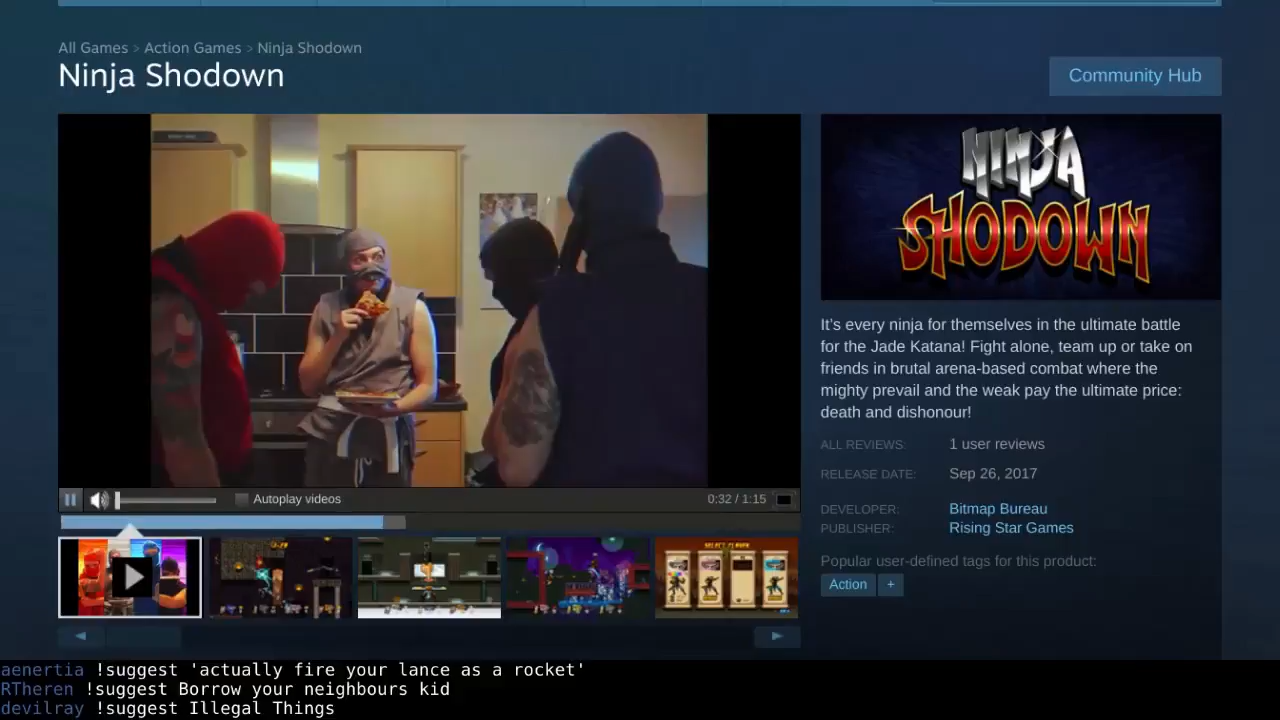 All Games > Action Games > Ninja Shodown
Ninja Shodown
Community Hub
NINJA
SHODOWN
It's every ninja for themselves in the ultimate battle
for the Jade Katana! Fight alone, team up or take on
friends in brutal arena-based combat where the
mighty prevail and the weak pay the ultimate price:
death and dishonour!
ALL REVIEWS: 1 user reviews
RELEASE DATE: Sep 26, 2017
DEVELOPER: Bitmap Bureau
PUBLISHER: Rising Star Games
Popular user-defined tags for this product:
Action +
Autoplay videos 0:32 / 1:15
aenertia !suggest 'actually fire your lance as a rocket'
RTheren !suggest Borrow your neighbours kid
devilray !suggest Illegal Things